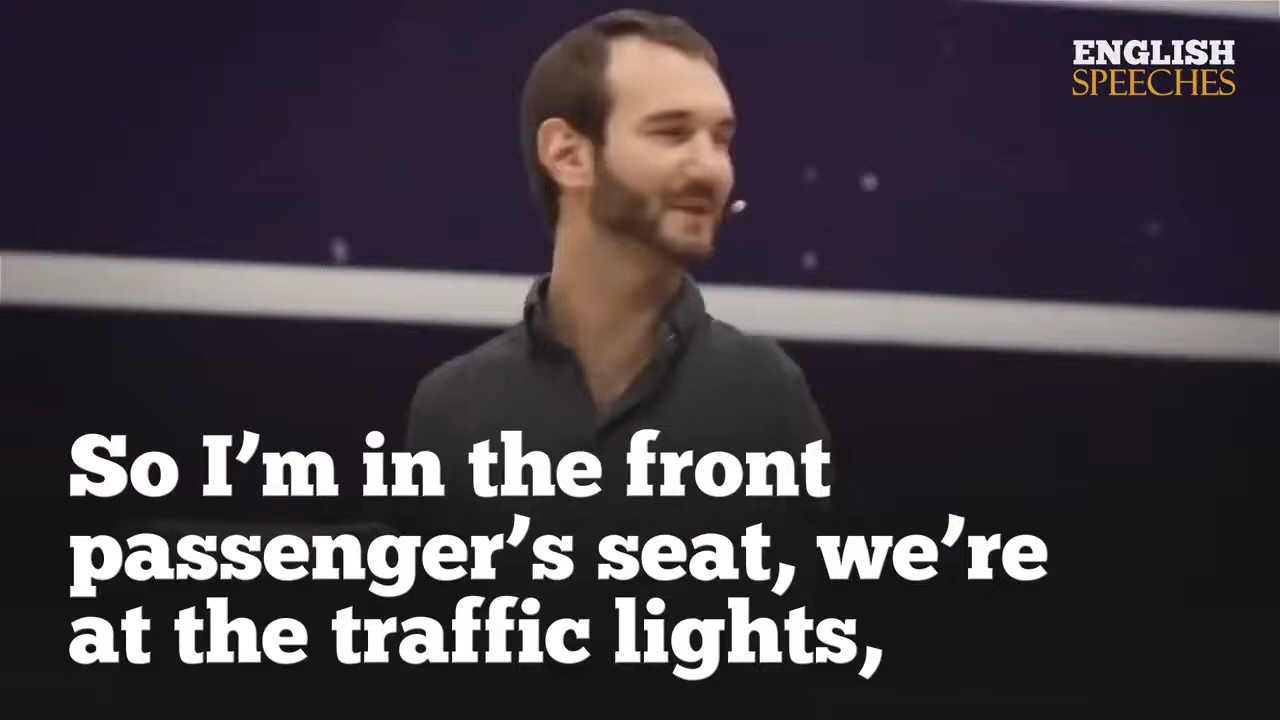 ENGLISH
SPEECHES
So I’m in the front
passenger’s seat, we’re
at the traffic lights,